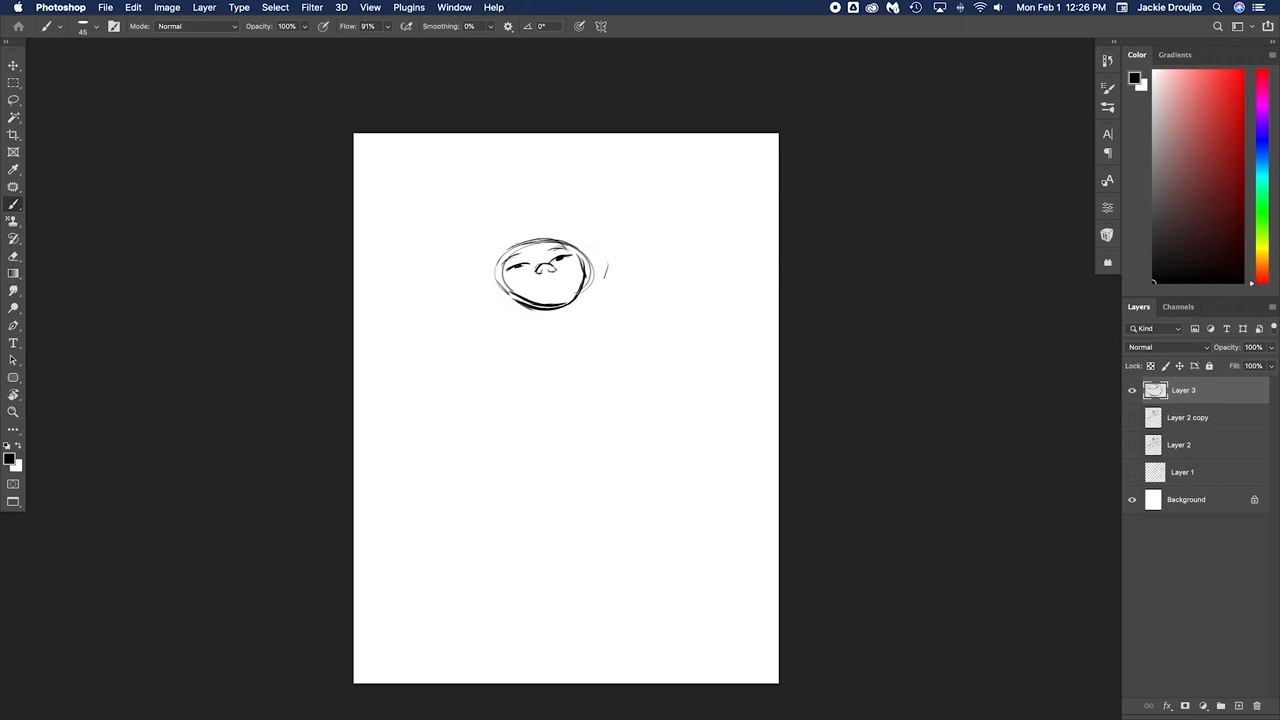 Photoshop File Edit Image Layer Type Select Filter 3D View Plugins Window Help Mon Feb 1 12:26 PM Jackie Droujko
45 Mode: Normal Opacity: 100% Flow: 91% Smoothing: 0% 0°
Color Gradients
Layers Channels
Kind
Normal Opacity: 100%
Lock: Fill: 100%
Layer 3
Layer 2 copy
Layer 2
Layer 1
Background
fx